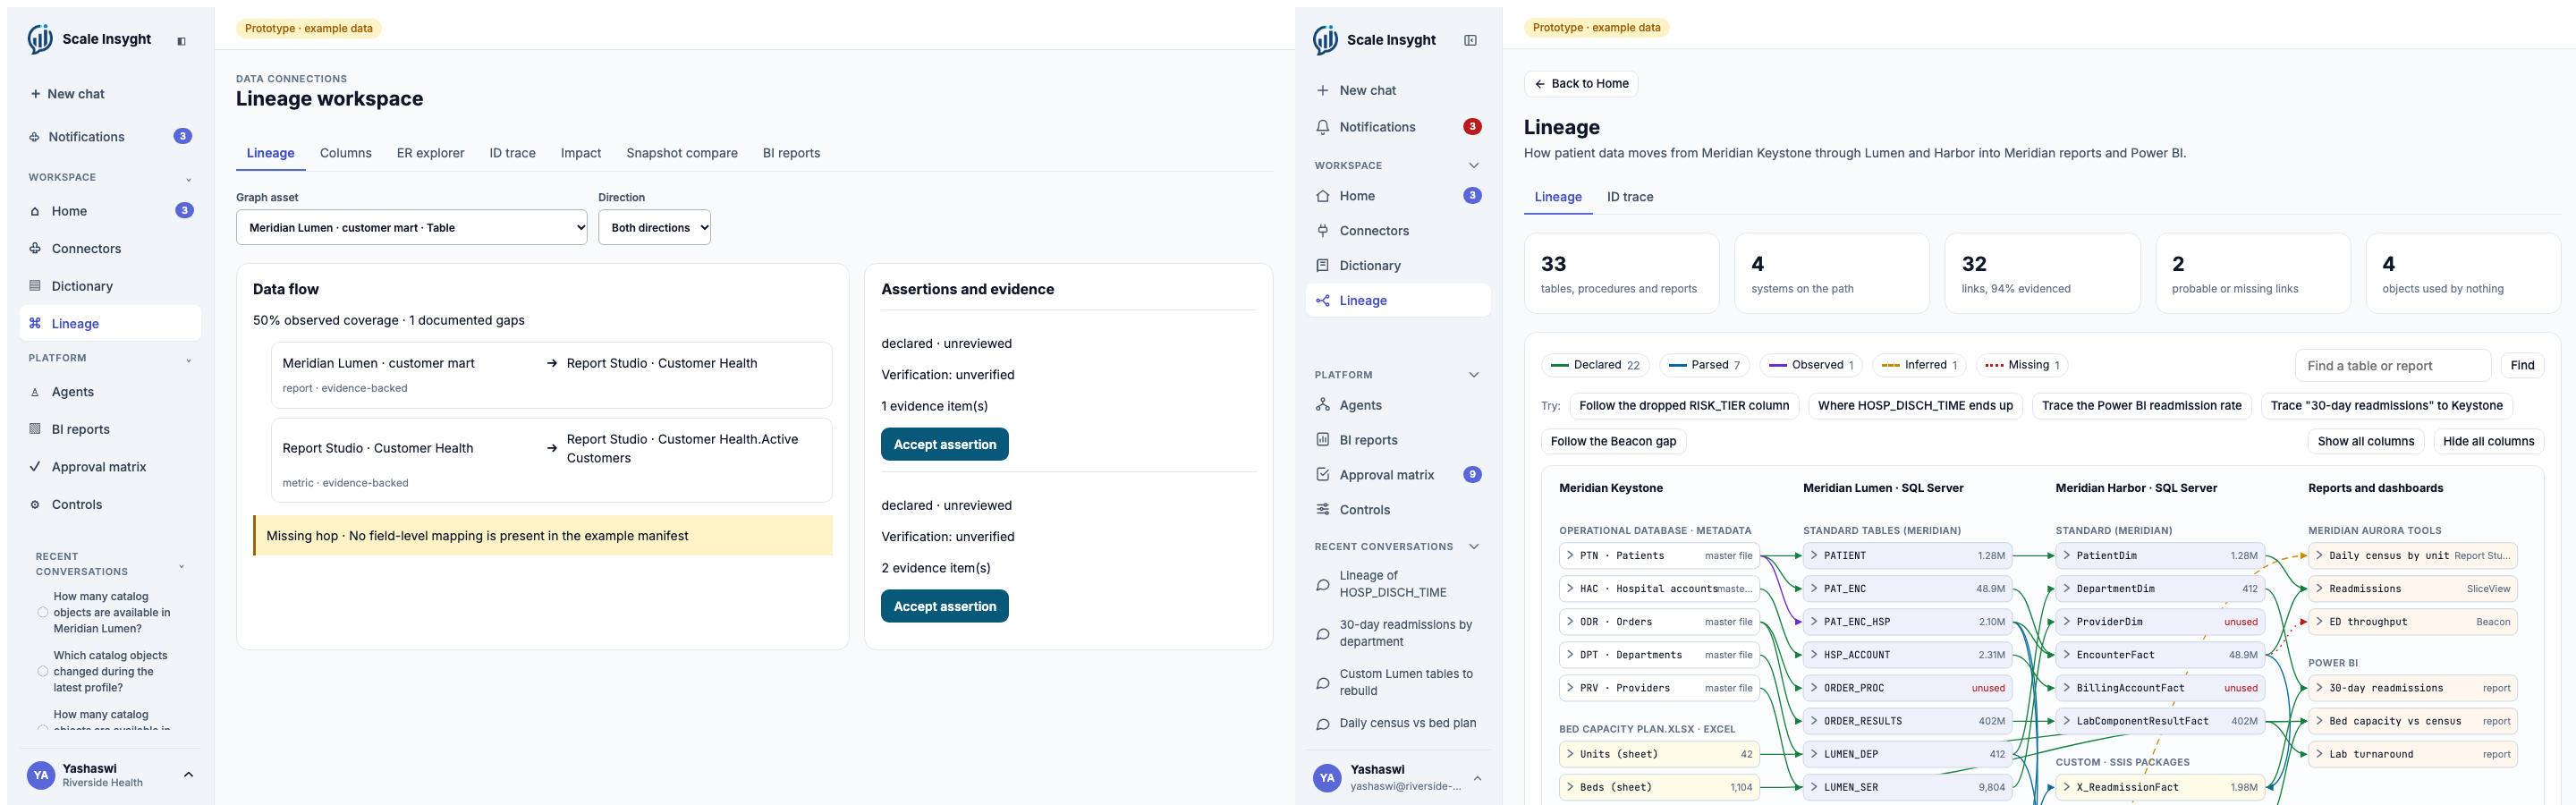 Scale Insyght
+ New chat
Notifications 3
WORKSPACE
Home 3
Connectors
Dictionary
Lineage
PLATFORM
Agents
BI reports
Approval matrix
Controls
RECENT
CONVERSATIONS
How many catalog
objects are available in
Meridian Lumen?
Which catalog objects
changed during the
latest profile?
How many catalog
objects are available in
YA Yashaswi
Riverside Health
Prototype · example data
DATA CONNECTIONS
Lineage workspace
Lineage Columns ER explorer ID trace Impact Snapshot compare BI reports
Graph asset Direction
Meridian Lumen · customer mart · Table Both directions
Data flow
50% observed coverage · 1 documented gaps
Meridian Lumen · customer mart → Report Studio · Customer Health
report · evidence-backed
Report Studio · Customer Health → Report Studio · Customer Health.Active
Customers
metric · evidence-backed
Missing hop · No field-level mapping is present in the example manifest
Assertions and evidence
declared · unreviewed
Verification: unverified
1 evidence item(s)
Accept assertion
declared · unreviewed
Verification: unverified
2 evidence item(s)
Accept assertion
Scale Insyght
New chat
Notifications 3
WORKSPACE
Home 3
Connectors
Dictionary
Lineage
PLATFORM
Agents
BI reports
Approval matrix 9
Controls
RECENT CONVERSATIONS
Lineage of
HOSP_DISCH_TIME
30-day readmissions by
department
Custom Lumen tables to
rebuild
Daily census vs bed plan
YA Yashaswi
yashaswi@riverside-...
Prototype · example data
← Back to Home
Lineage
How patient data moves from Meridian Keystone through Lumen and Harbor into Meridian reports and Power BI.
Lineage ID trace
33
tables, procedures and reports
4
systems on the path
32
links, 94% evidenced
2
probable or missing links
4
objects used by nothing
Declared 22 Parsed 7 Observed 1 Inferred 1 Missing 1 Find a table or report Find
Try: Follow the dropped RISK_TIER column Where HOSP_DISCH_TIME ends up Trace the Power BI readmission rate Trace "30-day readmissions" to Keystone
Follow the Beacon gap Show all columns Hide all columns
Meridian Keystone
OPERATIONAL DATABASE · METADATA
PTN · Patients master file
HAC · Hospital accounts maste...
ODR · Orders master file
DPT · Departments master file
PRV · Providers master file
BED CAPACITY PLAN.XLSX · EXCEL
Units (sheet) 42
Beds (sheet) 1,104
Meridian Lumen · SQL Server
STANDARD TABLES (MERIDIAN)
PATIENT 1.28M
PAT_ENC 48.9M
PAT_ENC_HSP 2.10M
HSP_ACCOUNT 2.31M
ORDER_PROC unused
ORDER_RESULTS 402M
LUMEN_DEP 412
LUMEN_SER 9,804
Meridian Harbor · SQL Server
STANDARD (MERIDIAN)
PatientDim 1.28M
DepartmentDim 412
ProviderDim unused
EncounterFact 48.9M
BillingAccountFact unused
LabComponentResultFact 402M
CUSTOM · SSIS PACKAGES
X_ReadmissionFact 1.98M
Reports and dashboards
MERIDIAN AURORA TOOLS
Daily census by unit Report Stu...
Readmissions SliceView
ED throughput Beacon
POWER BI
30-day readmissions report
Bed capacity vs census report
Lab turnaround report